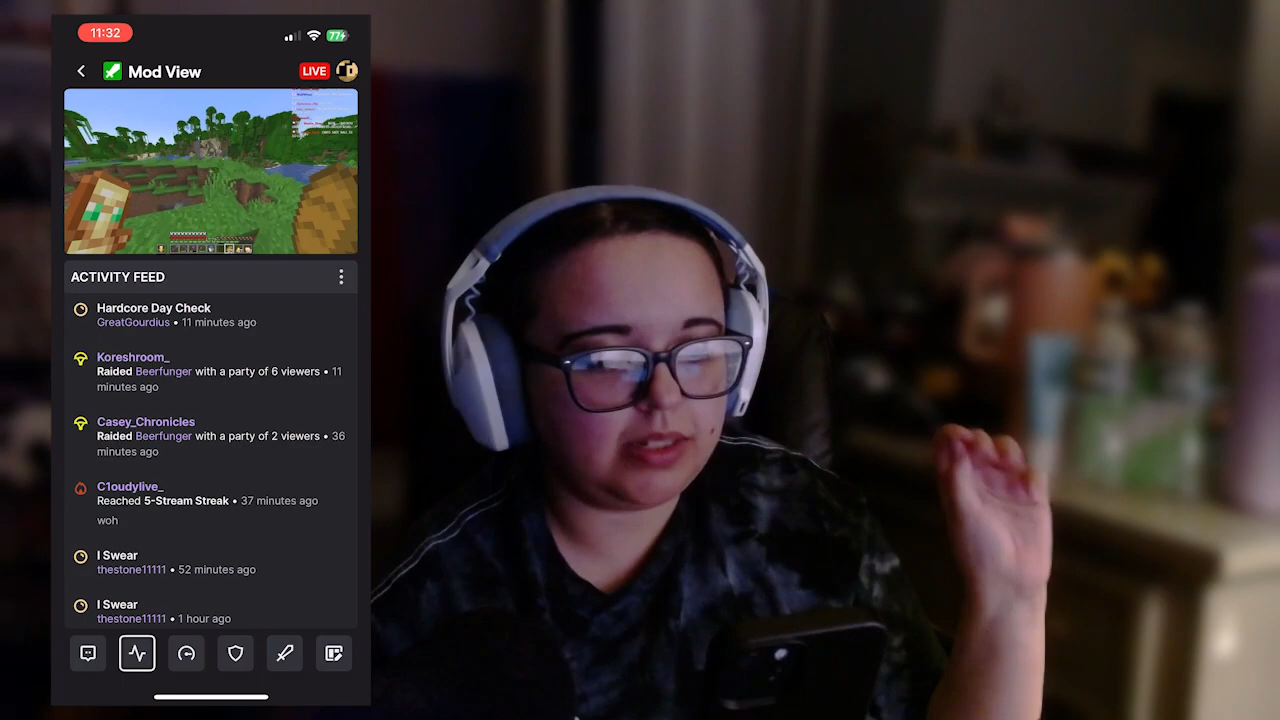 11:32
77
Mod View
LIVE
ACTIVITY FEED
Hardcore Day Check
GreatGourdius • 11 minutes ago
Koreshroom_
Raided Beerfunger with a party of 6 viewers • 11
minutes ago
Casey_Chronicles
Raided Beerfunger with a party of 2 viewers • 36
minutes ago
C1oudylive_
Reached 5-Stream Streak • 37 minutes ago
woh
I Swear
thestone11111 • 52 minutes ago
I Swear
thestone11111 • 1 hour ago